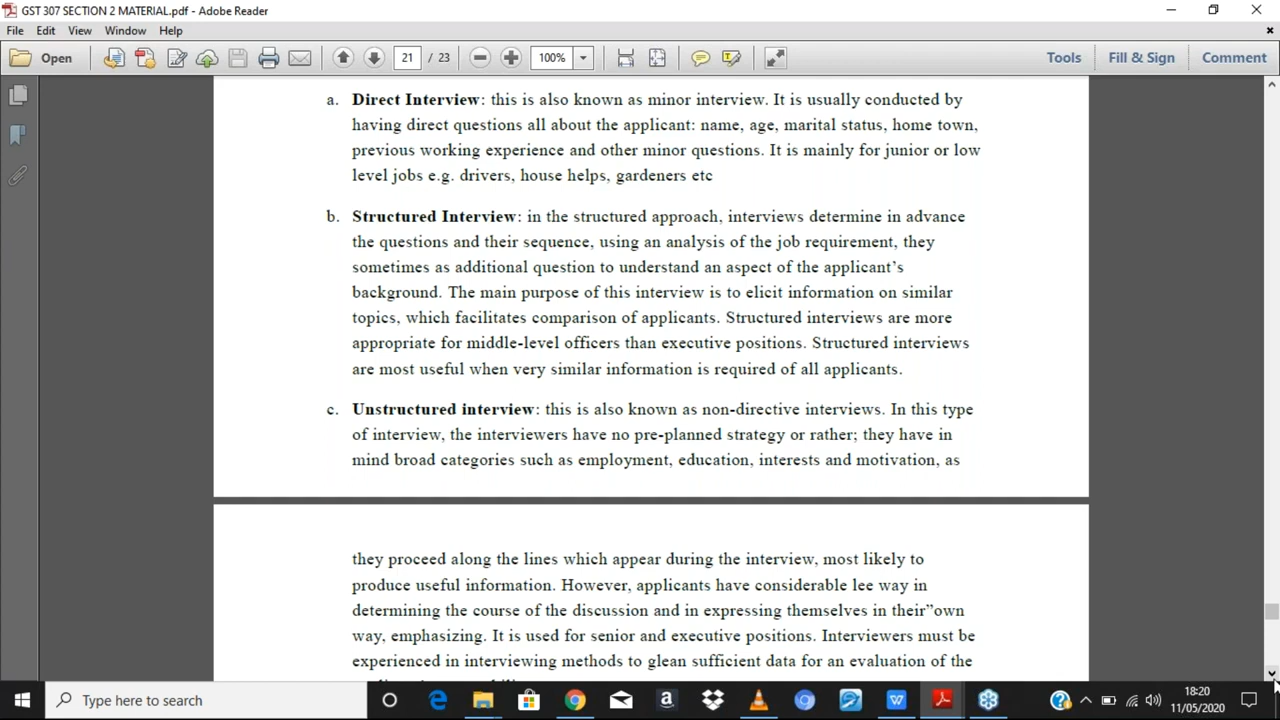 GST 307 SECTION 2 MATERIAL.pdf - Adobe Reader
File Edit View Window Help
Open 21 / 23 100% Tools Fill & Sign Comment
a. Direct Interview: this is also known as minor interview. It is usually conducted by
having direct questions all about the applicant: name, age, marital status, home town,
previous working experience and other minor questions. It is mainly for junior or low
level jobs e.g. drivers, house helps, gardeners etc
b. Structured Interview: in the structured approach, interviews determine in advance
the questions and their sequence, using an analysis of the job requirement, they
sometimes as additional question to understand an aspect of the applicant's
background. The main purpose of this interview is to elicit information on similar
topics, which facilitates comparison of applicants. Structured interviews are more
appropriate for middle-level officers than executive positions. Structured interviews
are most useful when very similar information is required of all applicants.
c. Unstructured interview: this is also known as non-directive interviews. In this type
of interview, the interviewers have no pre-planned strategy or rather; they have in
mind broad categories such as employment, education, interests and motivation, as
they proceed along the lines which appear during the interview, most likely to
produce useful information. However, applicants have considerable lee way in
determining the course of the discussion and in expressing themselves in their”own
way, emphasizing. It is used for senior and executive positions. Interviewers must be
experienced in interviewing methods to glean sufficient data for an evaluation of the
Type here to search
18:20
11/05/2020